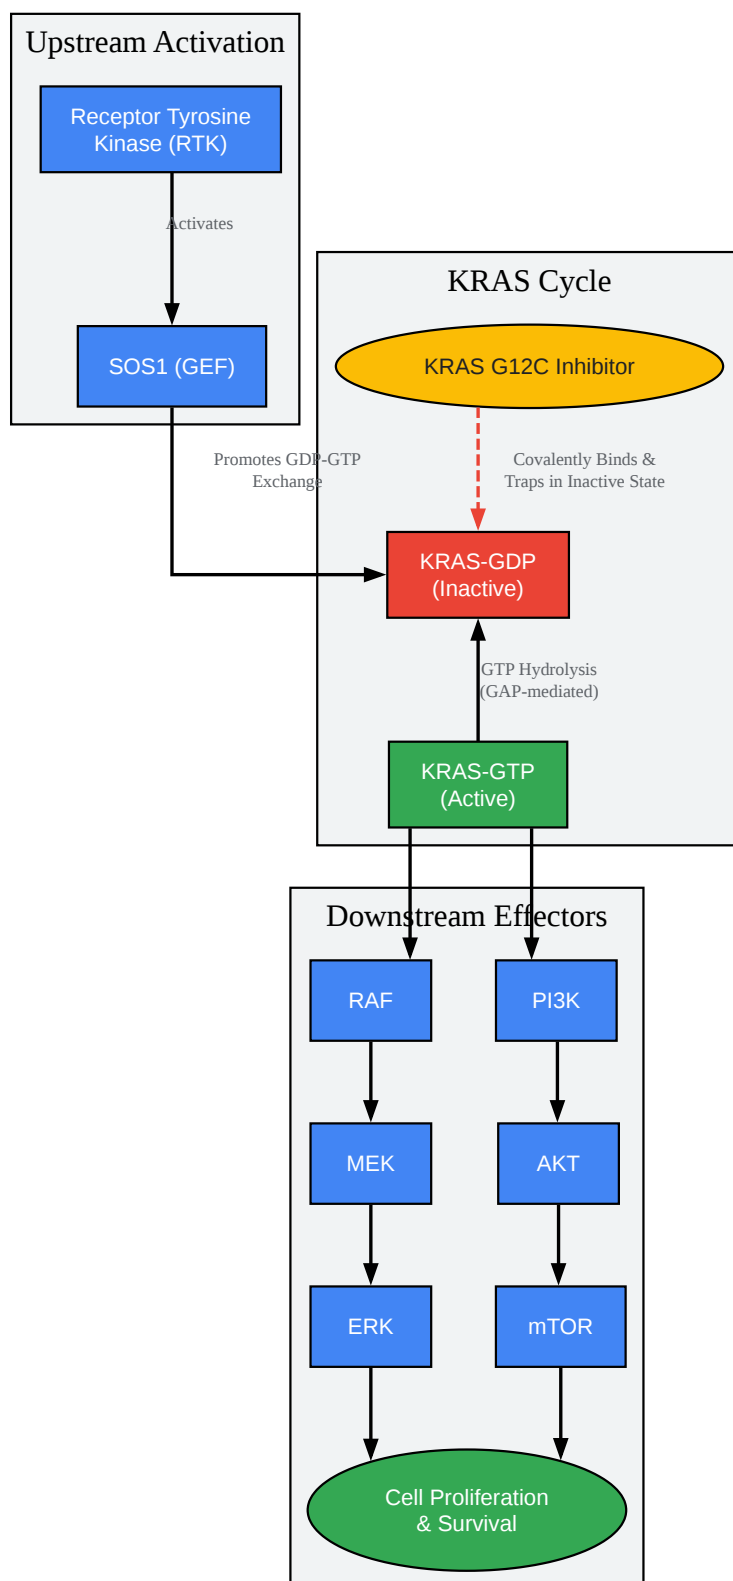 Upstream Activation
Receptor Tyrosine
Kinase (RTK)
Activates
SOS1 (GEF)
KRAS Cycle
KRAS G12C Inhibitor
Promotes GDP-GTP
Exchange
Covalently Binds &
Traps in Inactive State
KRAS-GDP
(Inactive)
GTP Hydrolysis
(GAP-mediated)
KRAS-GTP
(Active)
Downstream Effectors
RAF
PI3K
MEK
AKT
ERK
mTOR
Cell Proliferation
& Survival